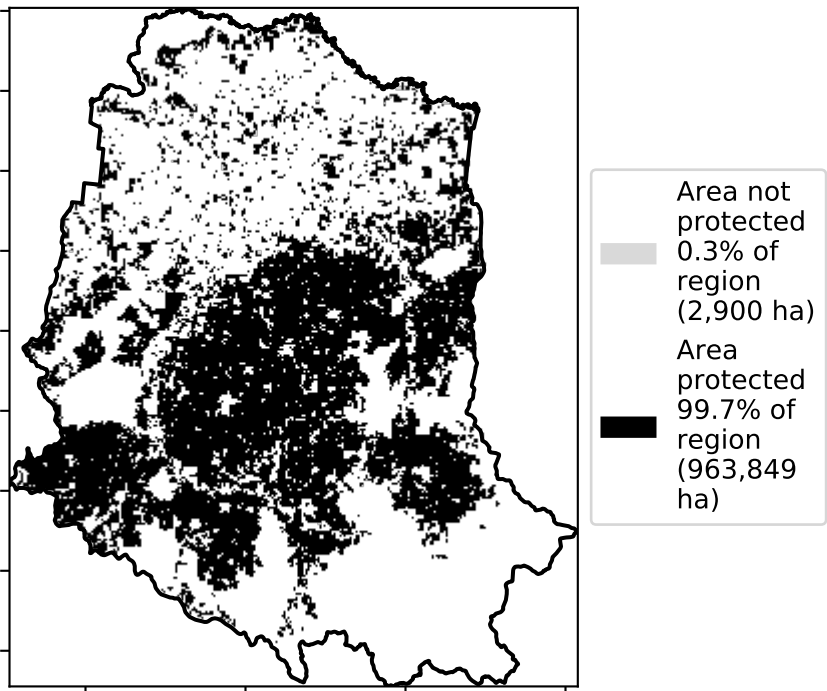 Area not
protected
0.3% of
region
(2,900 ha)
Area
protected
99.7% of
region
(963,849
ha)